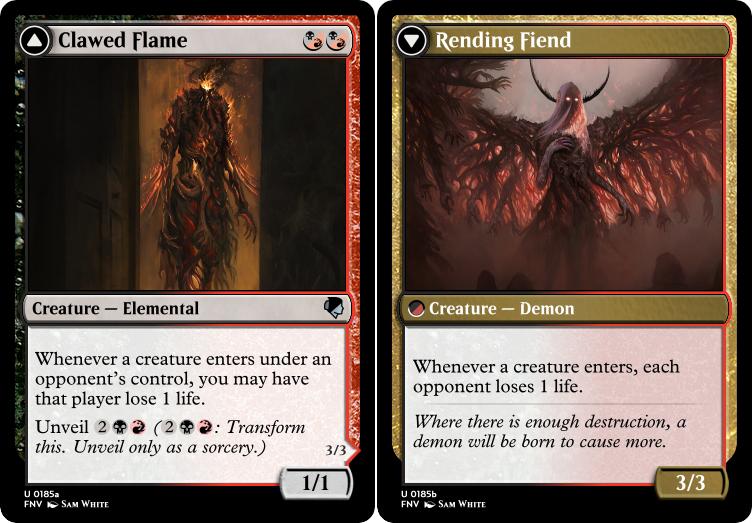 Clawed Flame
Creature — Elemental
Whenever a creature enters under an
opponent's control, you may have
that player lose 1 life.
Unveil 2 (2: Transform
this. Unveil only as a sorcery.)
3/3
1/1
U 0185a
FNV Sam White
Rending Fiend
Creature — Demon
Whenever a creature enters, each
opponent loses 1 life.
Where there is enough destruction, a
demon will be born to cause more.
3/3
U 0185b
FNV Sam White